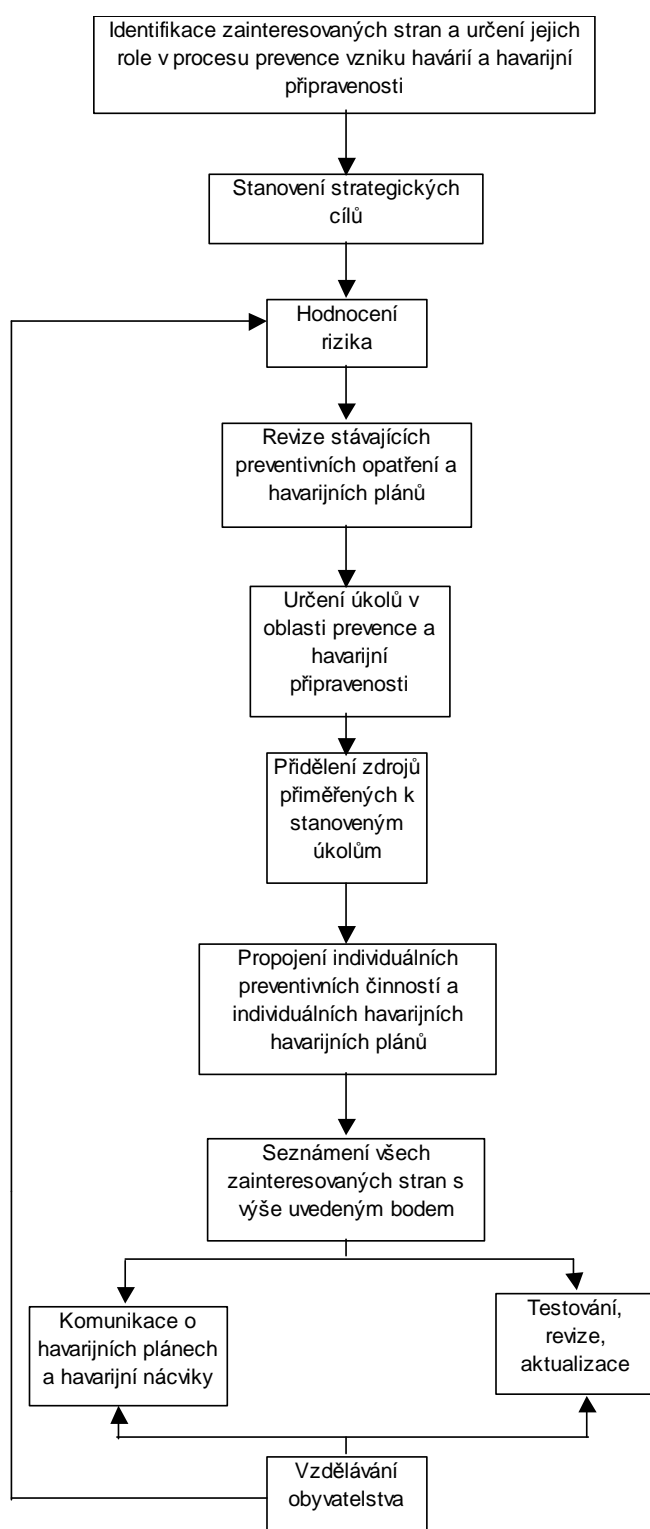 Identifikace zainteresovaných stran a určení jejich
role v procesu prevence vzniku havárií a havarijní
připravenosti
Stanovení strategických
cílů
Hodnocení
rizika
Revize stávajících
preventivních opatření a
havarijních plánů
Určení úkolů v
oblasti prevence a
havarijní
připravenosti
Přidělení zdrojů
přiměřených k
stanoveným
úkolům
Propojení individuálních
preventivních činností a
individuálních havarijních
havarijních plánů
Seznámení všech
zainteresovaných stran s
výše uvedeným bodem
Komunikace o
havarijních plánech
a havarijní nácviky
Testování,
revize,
aktualizace
Vzdělávání
obyvatelstva